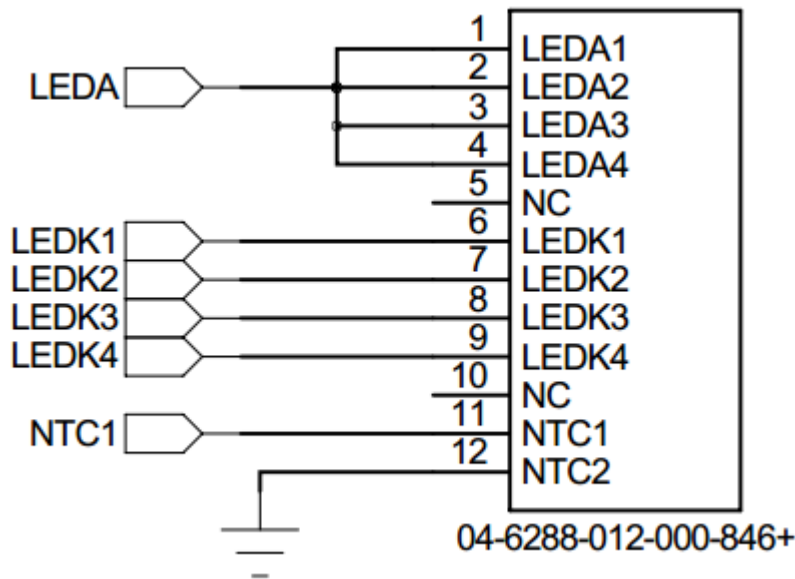 1 LEDA1
LEDA 2 LEDA2
3 LEDA3
4 LEDA4
5 NC
LEDK1 6 LEDK1
LEDK2 7 LEDK2
LEDK3 8 LEDK3
LEDK4 9 LEDK4
10 NC
NTC1 11 NTC1
12 NTC2
04-6288-012-000-846+